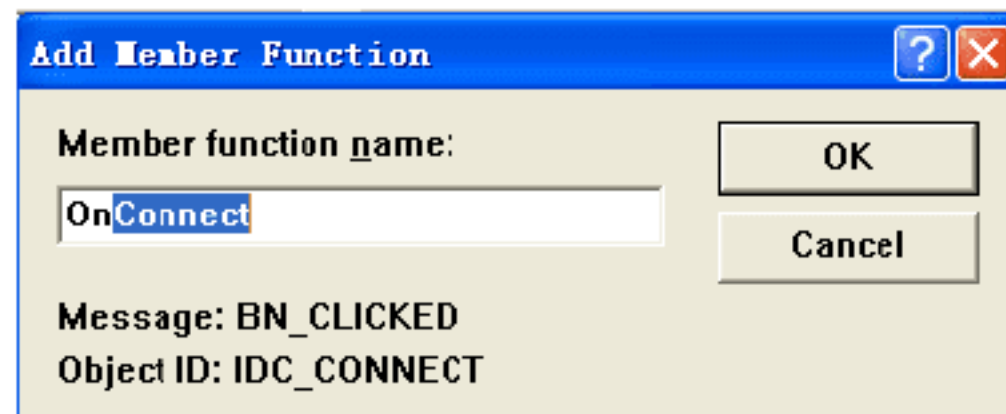 Add Member Function
Member function name:
OnConnect
OK
Cancel
Message: BN_CLICKED
Object ID: IDC_CONNECT